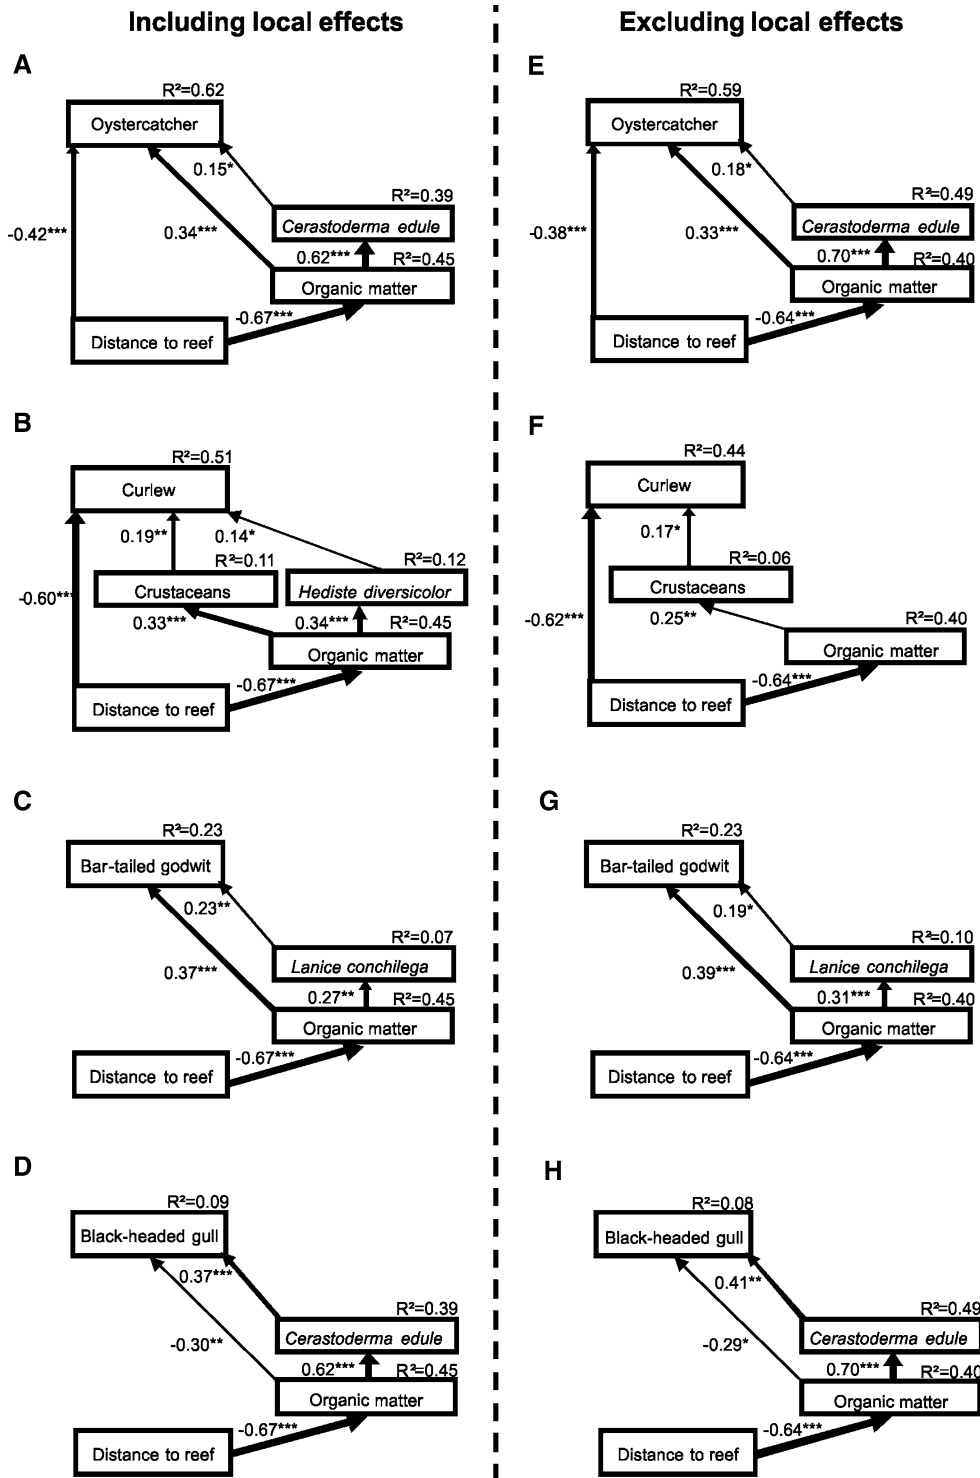 Including local effects
Excluding local effects
A
R²=0.62
Oystercatcher
0.15*
R²=0.39
Cerastoderma edule
-0.42***
0.34***
0.62***
R²=0.45
Organic matter
-0.67***
Distance to reef
E
R²=0.59
Oystercatcher
0.18*
R²=0.49
Cerastoderma edule
-0.38***
0.33***
0.70***
R²=0.40
Organic matter
-0.64***
Distance to reef
B
R²=0.51
Curlew
0.19**
0.14*
R²=0.11
R²=0.12
Crustaceans
Hediste diversicolor
-0.60***
0.33***
0.34***
R²=0.45
Organic matter
-0.67***
Distance to reef
F
R²=0.44
Curlew
0.17*
R²=0.06
Crustaceans
-0.62***
0.25**
R²=0.40
Organic matter
-0.64***
Distance to reef
C
R²=0.23
Bar-tailed godwit
0.23**
R²=0.07
Lanice conchilega
0.37***
0.27**
R²=0.45
Organic matter
-0.67***
Distance to reef
G
R²=0.23
Bar-tailed godwit
0.19*
R²=0.10
Lanice conchilega
0.39***
0.31***
R²=0.40
Organic matter
-0.64***
Distance to reef
D
R²=0.09
Black-headed gull
0.37***
R²=0.39
Cerastoderma edule
-0.30**
0.62***
R²=0.45
Organic matter
-0.67***
Distance to reef
H
R²=0.08
Black-headed gull
0.41**
R²=0.49
Cerastoderma edule
-0.29*
0.70***
R²=0.40
Organic matter
-0.64***
Distance to reef